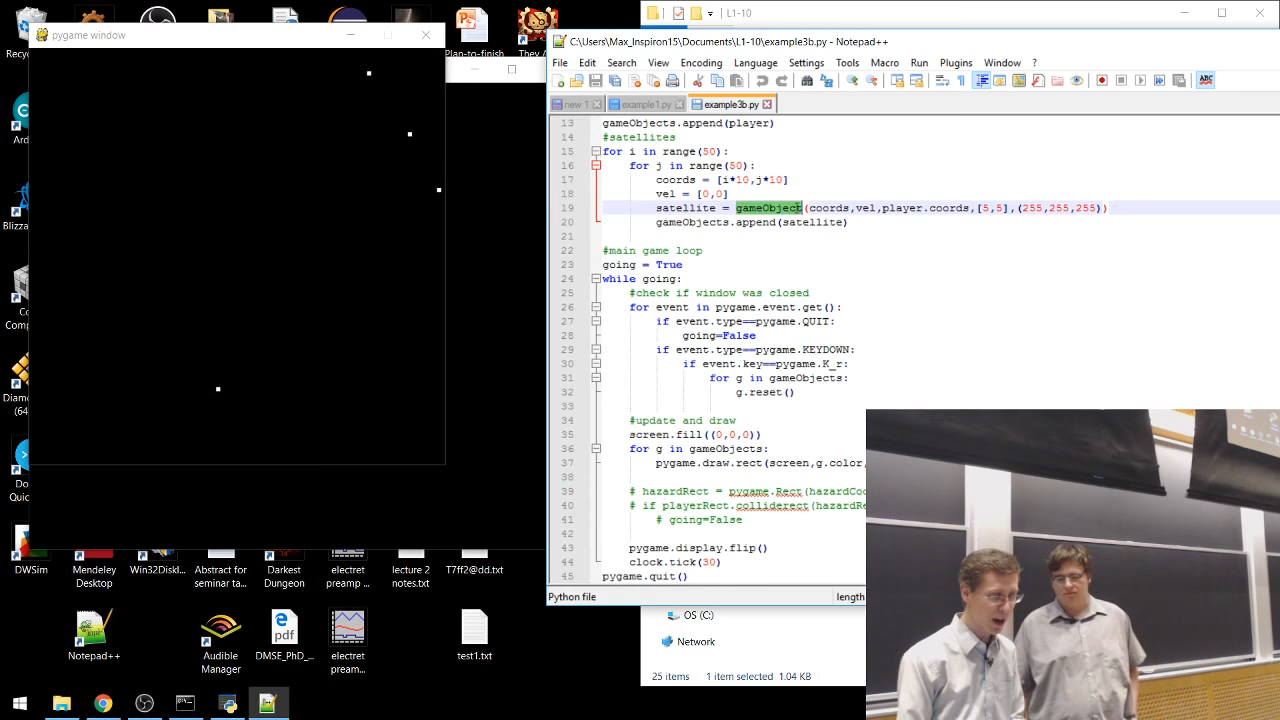 L1-10
pygame window
Recyc
Plan-to-finish
They
C:\Users\Max_Inspiron15\Documents\L1-10\example3b.py - Notepad++
File Edit Search View Encoding Language Settings Tools Macro Run Plugins Window ?
new 1 example1.py example3b.py
13 gameObjects.append(player)
14 #satellites
15 for i in range(50):
16 for j in range(50):
17 coords = [i*10,j*10]
18 vel = [0,0]
19 satellite = gameObject(coords,vel,player.coords,[5,5],(255,255,255))
20 gameObjects.append(satellite)
21
22 #main game loop
23 going = True
24 while going:
25 #check if window was closed
26 for event in pygame.event.get():
27 if event.type==pygame.QUIT:
28 going=False
29 if event.type==pygame.KEYDOWN:
30 if event.key==pygame.K_r:
31 for g in gameObjects:
32 g.reset()
33
34 #update and draw
35 screen.fill((0,0,0))
36 for g in gameObjects:
37 pygame.draw.rect(screen,g.color,
38
39 # hazardRect = pygame.Rect(hazardCo
40 # if playerRect.colliderect(hazardRe
41 # going=False
42
43 pygame.display.flip()
44 clock.tick(30)
45 pygame.quit()
Python file
length
Ard
Blizza
Co
Comp
Diam
(64
D
Quic
DWSim
Mendeley
Desktop
Win32Diskl...
Abstract for
seminar ta...
Darkest
Dungeon
electret
preamp ...
lecture 2
notes.txt
T7ff2@dd.txt
Notepad++
Audible
Manager
DMSE_PhD_...
electret
pream...
test1.txt
OS (C:)
Network
25 items 1 item selected 1.04 KB